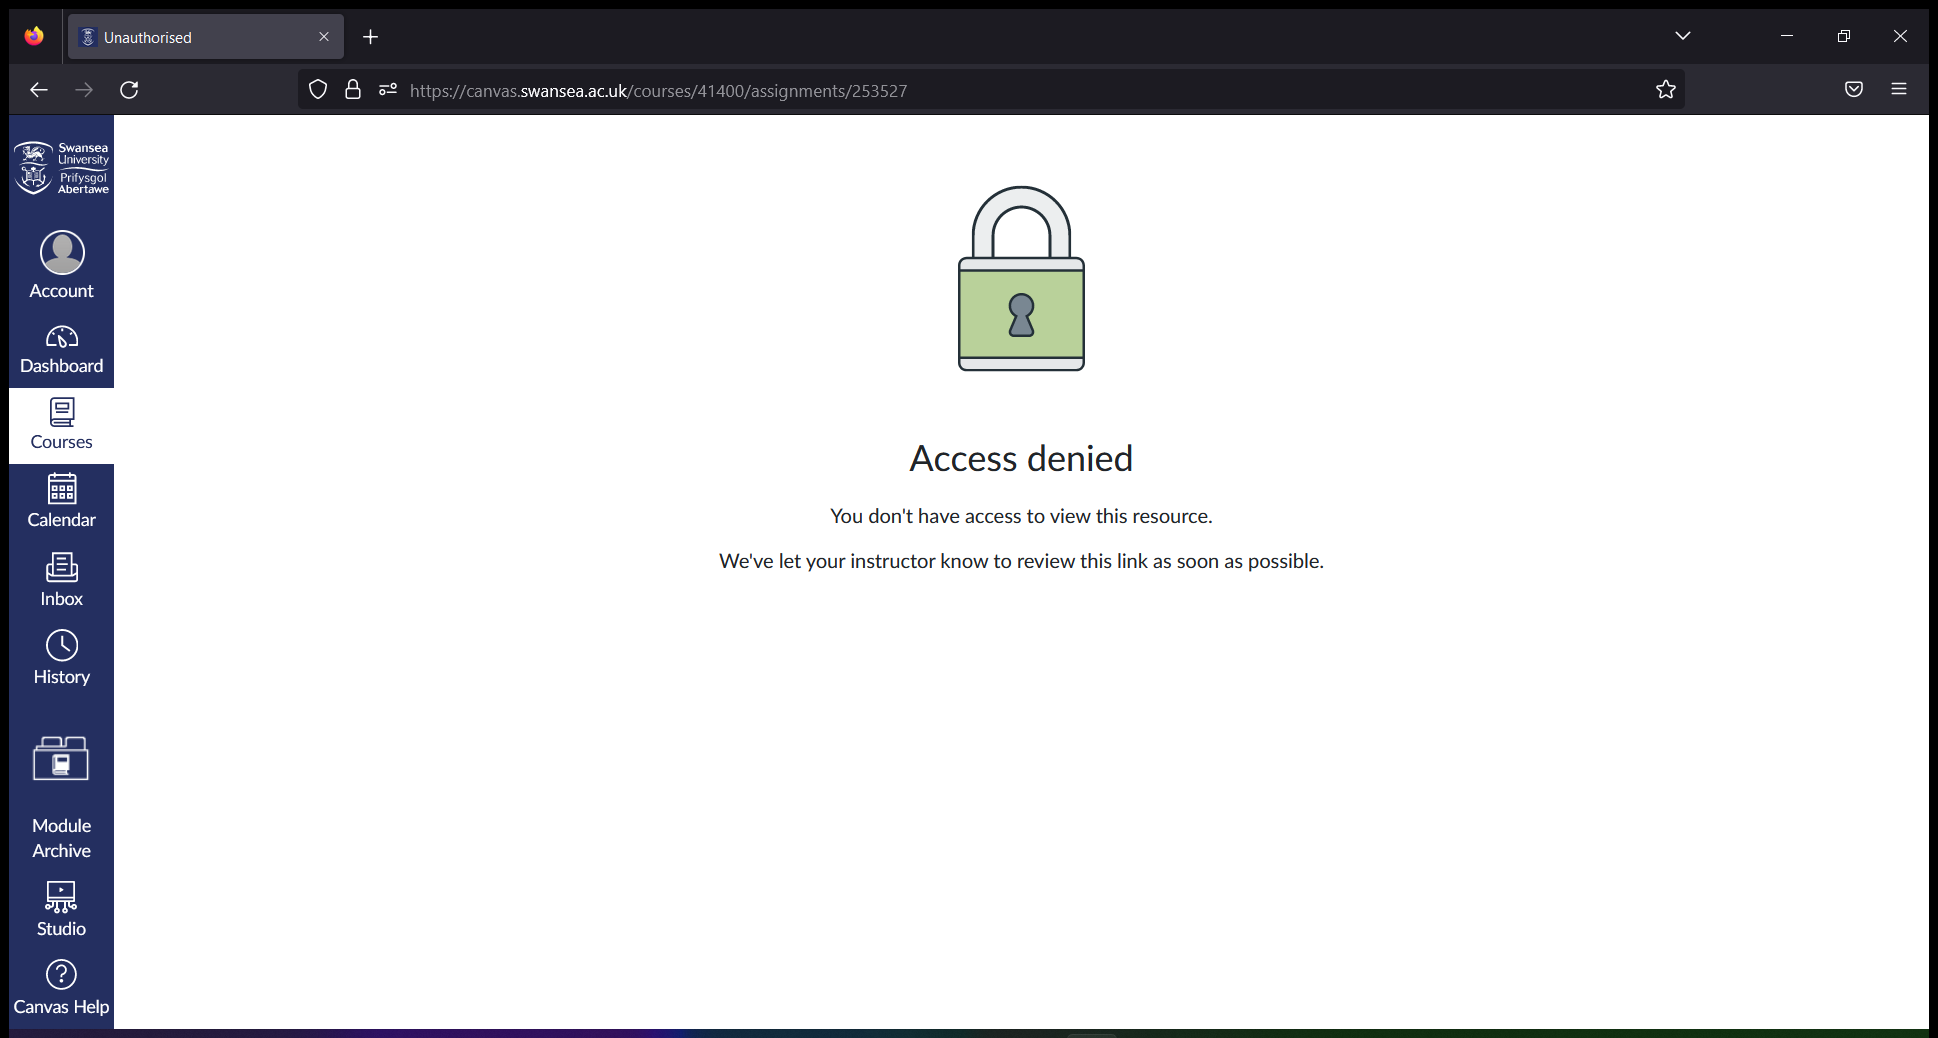 Unauthorised
https://canvas.swansea.ac.uk/courses/41400/assignments/253527
Swansea
University
Prifysgol
Abertawe
Account
Dashboard
Courses
Calendar
Inbox
History
Module
Archive
Studio
Canvas Help
Access denied
You don't have access to view this resource.
We've let your instructor know to review this link as soon as possible.